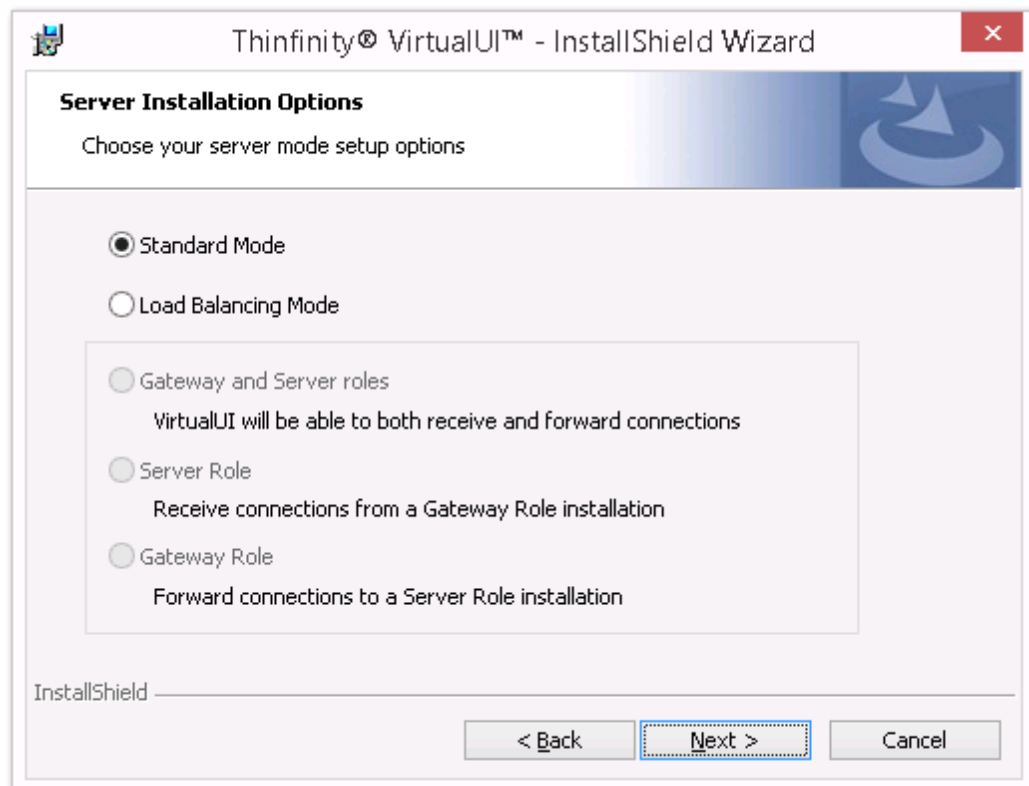 Thinfinity® VirtualUI™ - InstallShield Wizard
Server Installation Options
Choose your server mode setup options
Standard Mode
Load Balancing Mode
Gateway and Server roles
VirtualUI will be able to both receive and forward connections
Server Role
Receive connections from a Gateway Role installation
Gateway Role
Forward connections to a Server Role installation
InstallShield
< Back
Next >
Cancel